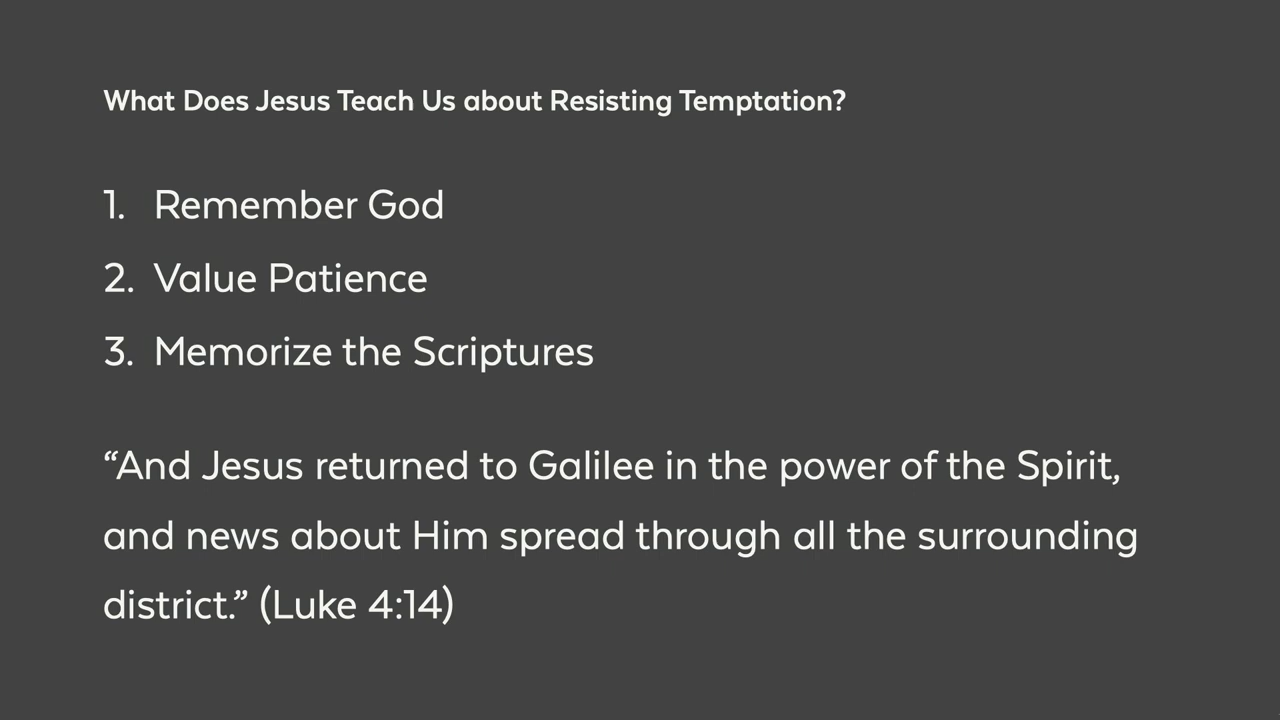 What Does Jesus Teach Us about Resisting Temptation?
1. Remember God
2. Value Patience
3. Memorize the Scriptures
“And Jesus returned to Galilee in the power of the Spirit,
and news about Him spread through all the surrounding
district.” (Luke 4:14)